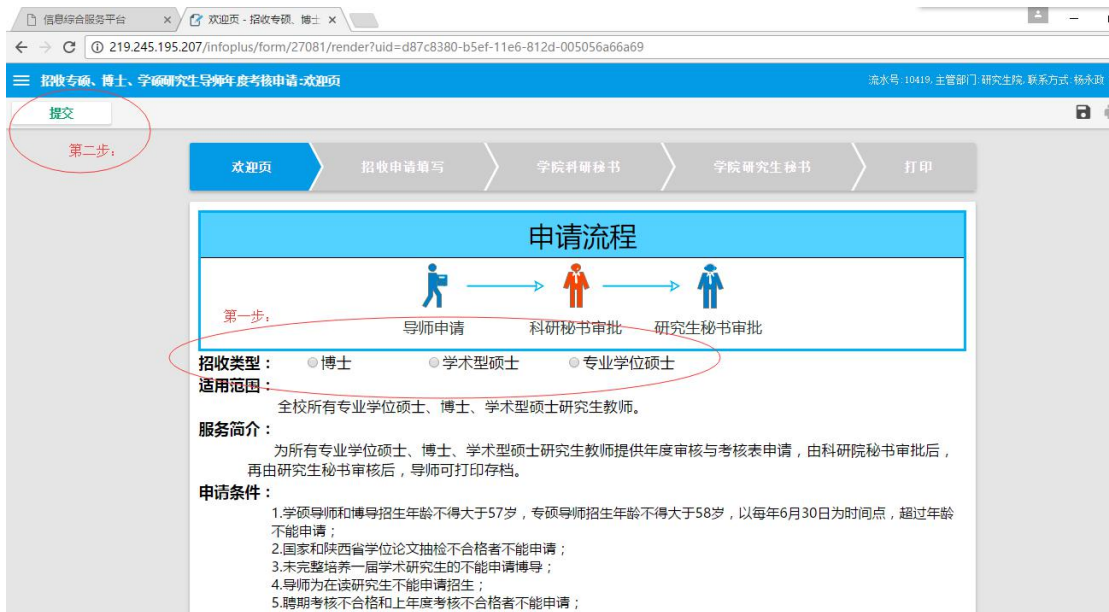 信息综合服务平台
欢迎页 - 招收专硕、博士
219.245.195.207/infoplus/form/27081/render?uid=d87c8380-b5ef-11e6-812d-005056a66a69
招收专硕、博士、学硕研究生导师年度考核申请:欢迎页
流水号: 10419, 主管部门: 研究生院, 联系方式: 杨永政
提交
第二步：
欢迎页
招收申请填写
学院科研秘书
学院研究生秘书
打印
申请流程
第一步：
导师申请
科研秘书审批
研究生秘书审批
招收类型： 博士 学术型硕士 专业学位硕士
适用范围：
全校所有专业学位硕士、博士、学术型硕士研究生教师。
服务简介：
为所有专业学位硕士、博士、学术型硕士研究生教师提供年度审核与考核表申请，由科研院秘书审批后，
再由研究生秘书审核后，导师可打印存档。
申请条件：
1.学硕导师和博导招生年龄不得大于57岁，专硕导师招生年龄不得大于58岁，以每年6月30日为时间点，超过年龄
不能申请；
2.国家和陕西省学位论文抽检不合格者不能申请；
3.未完整培养一届学术研究生的不能申请博导；
4.导师为在读研究生不能申请招生；
5.聘期考核不合格和上年度考核不合格者不能申请；